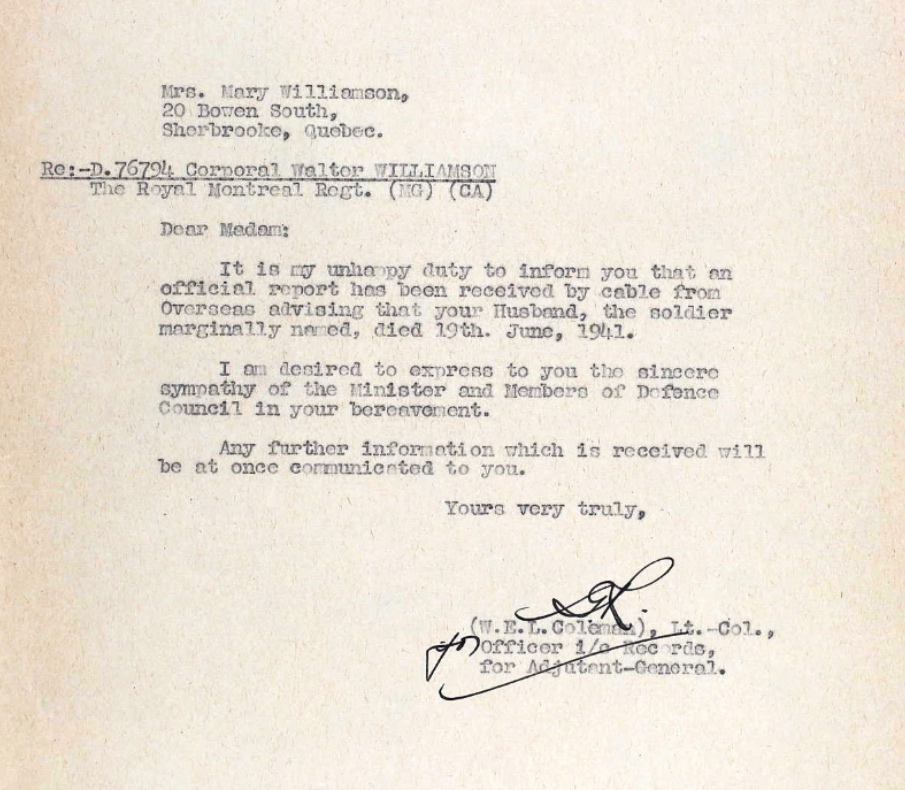 Mrs. Mary Williamson,
20 Bowen South,
Sherbrooke, Quebec.
Re:-D.76794 Corporal Walter WILLIAMSON
The Royal Montreal Regt. (MG) (CA)
Dear Madam:
It is my unhappy duty to inform you that an
official report has been received by cable from
Overseas advising that your Husband, the soldier
marginally named, died 19th. June, 1941.
I am desired to express to you the sincere
sympathy of the Minister and Members of Defence
Council in your bereavement.
Any further information which is received will
be at once communicated to you.
Yours very truly,
(W.E.L.Coleman), Lt.-Col.,
for Officer i/c Records,
for Adjutant-General.